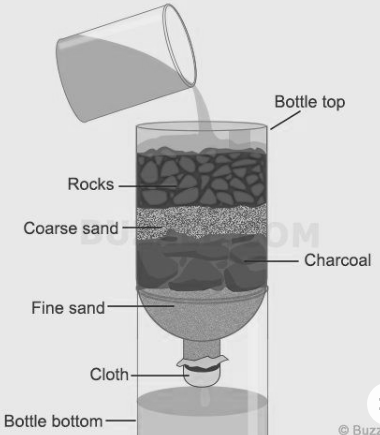 Bottle top
Rocks
Coarse sand
Charcoal
Fine sand
Cloth
Bottle bottom
© Buzz